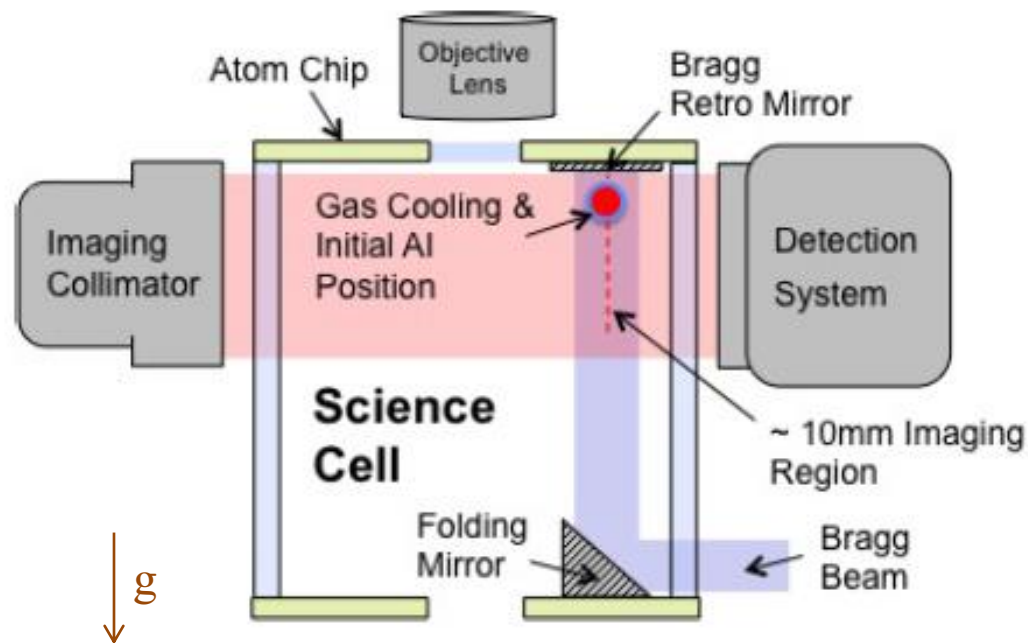 Objective
Lens
Atom Chip
Bragg
Retro Mirror
Imaging
Collimator
Gas Cooling &
Initial AI
Position
Detection
System
Science
Cell
~ 10mm Imaging
Region
Folding
Mirror
Bragg
Beam
g